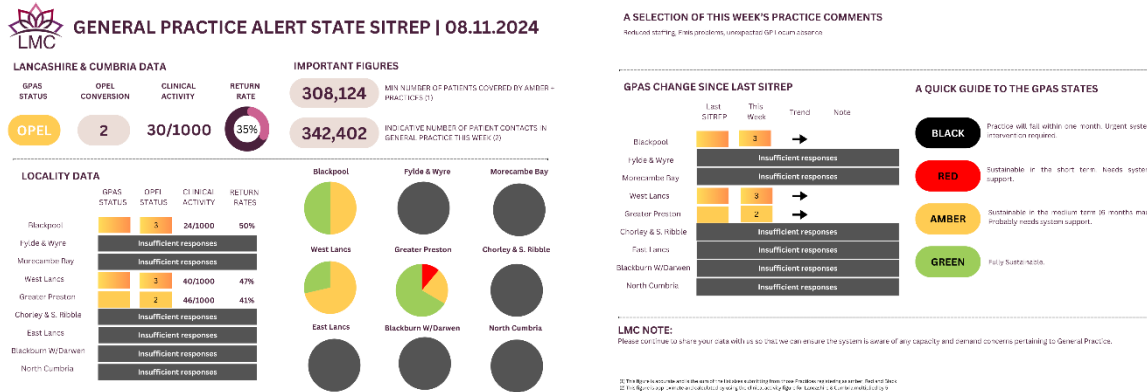 LMC
GENERAL PRACTICE ALERT STATE SITREP | 08.11.2024
LANCASHIRE & CUMBRIA DATA
GPAS STATUS
OPEL CONVERSION
CLINICAL ACTIVITY
RETURN RATE
OPEL
2
30/1000
35%
IMPORTANT FIGURES
308,124
MIN NUMBER OF PATIENTS COVERED BY AMBER +
PRACTICES (1)
342,402
INDICATIVE NUMBER OF PATIENT CONTACTS IN
GENERAL PRACTICE THIS WEEK (2)
LOCALITY DATA
GPAS STATUS
OPEL STATUS
CLINICAL ACTIVITY
RETURN RATES
Blackpool 3 24/1000 50%
Fylde & Wyre Insufficient responses
Morecambe Bay Insufficient responses
West Lancs 3 40/1000 47%
Greater Preston 2 46/1000 41%
Chorley & S. Ribble Insufficient responses
East Lancs Insufficient responses
Blackburn W/Darwen Insufficient responses
North Cumbria Insufficient responses
Blackpool Fylde & Wyre Morecambe Bay
West Lancs Greater Preston Chorley & S. Ribble
East Lancs Blackburn W/Darwen North Cumbria
A SELECTION OF THIS WEEK'S PRACTICE COMMENTS
Reduced staffing, Emis problems, unexpected GP Locum absence
GPAS CHANGE SINCE LAST SITREP
Last SITREP
This Week
Trend
Note
Blackpool 3
Fylde & Wyre Insufficient responses
Morecambe Bay Insufficient responses
West Lancs 3
Greater Preston 2
Chorley & S. Ribble Insufficient responses
East Lancs Insufficient responses
Blackburn W/Darwen Insufficient responses
North Cumbria Insufficient responses
A QUICK GUIDE TO THE GPAS STATES
BLACK
Practice will fail within one month. Urgent
intervention required.
RED
Sustainable in the short term. Needs
support.
AMBER
Sustainable in the medium term (6 months
Probably needs system support.
GREEN
Fully Sustainable.
LMC NOTE:
Please continue to share your data with us so that we can ensure the system is aware of any capacity and demand concerns pertaining to General Practice.